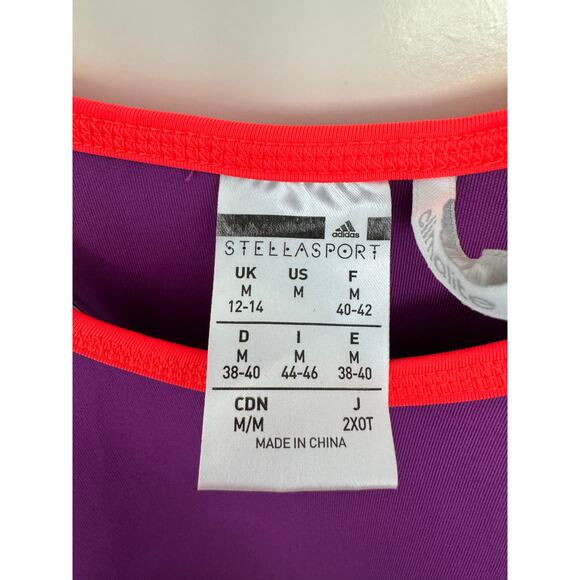 adidas
STELLASPORT
UK US F
M M M
12-14 40-42
D I E
M M M
38-40 44-46 38-40
CDN J
M/M 2XOT
MADE IN CHINA
climalite